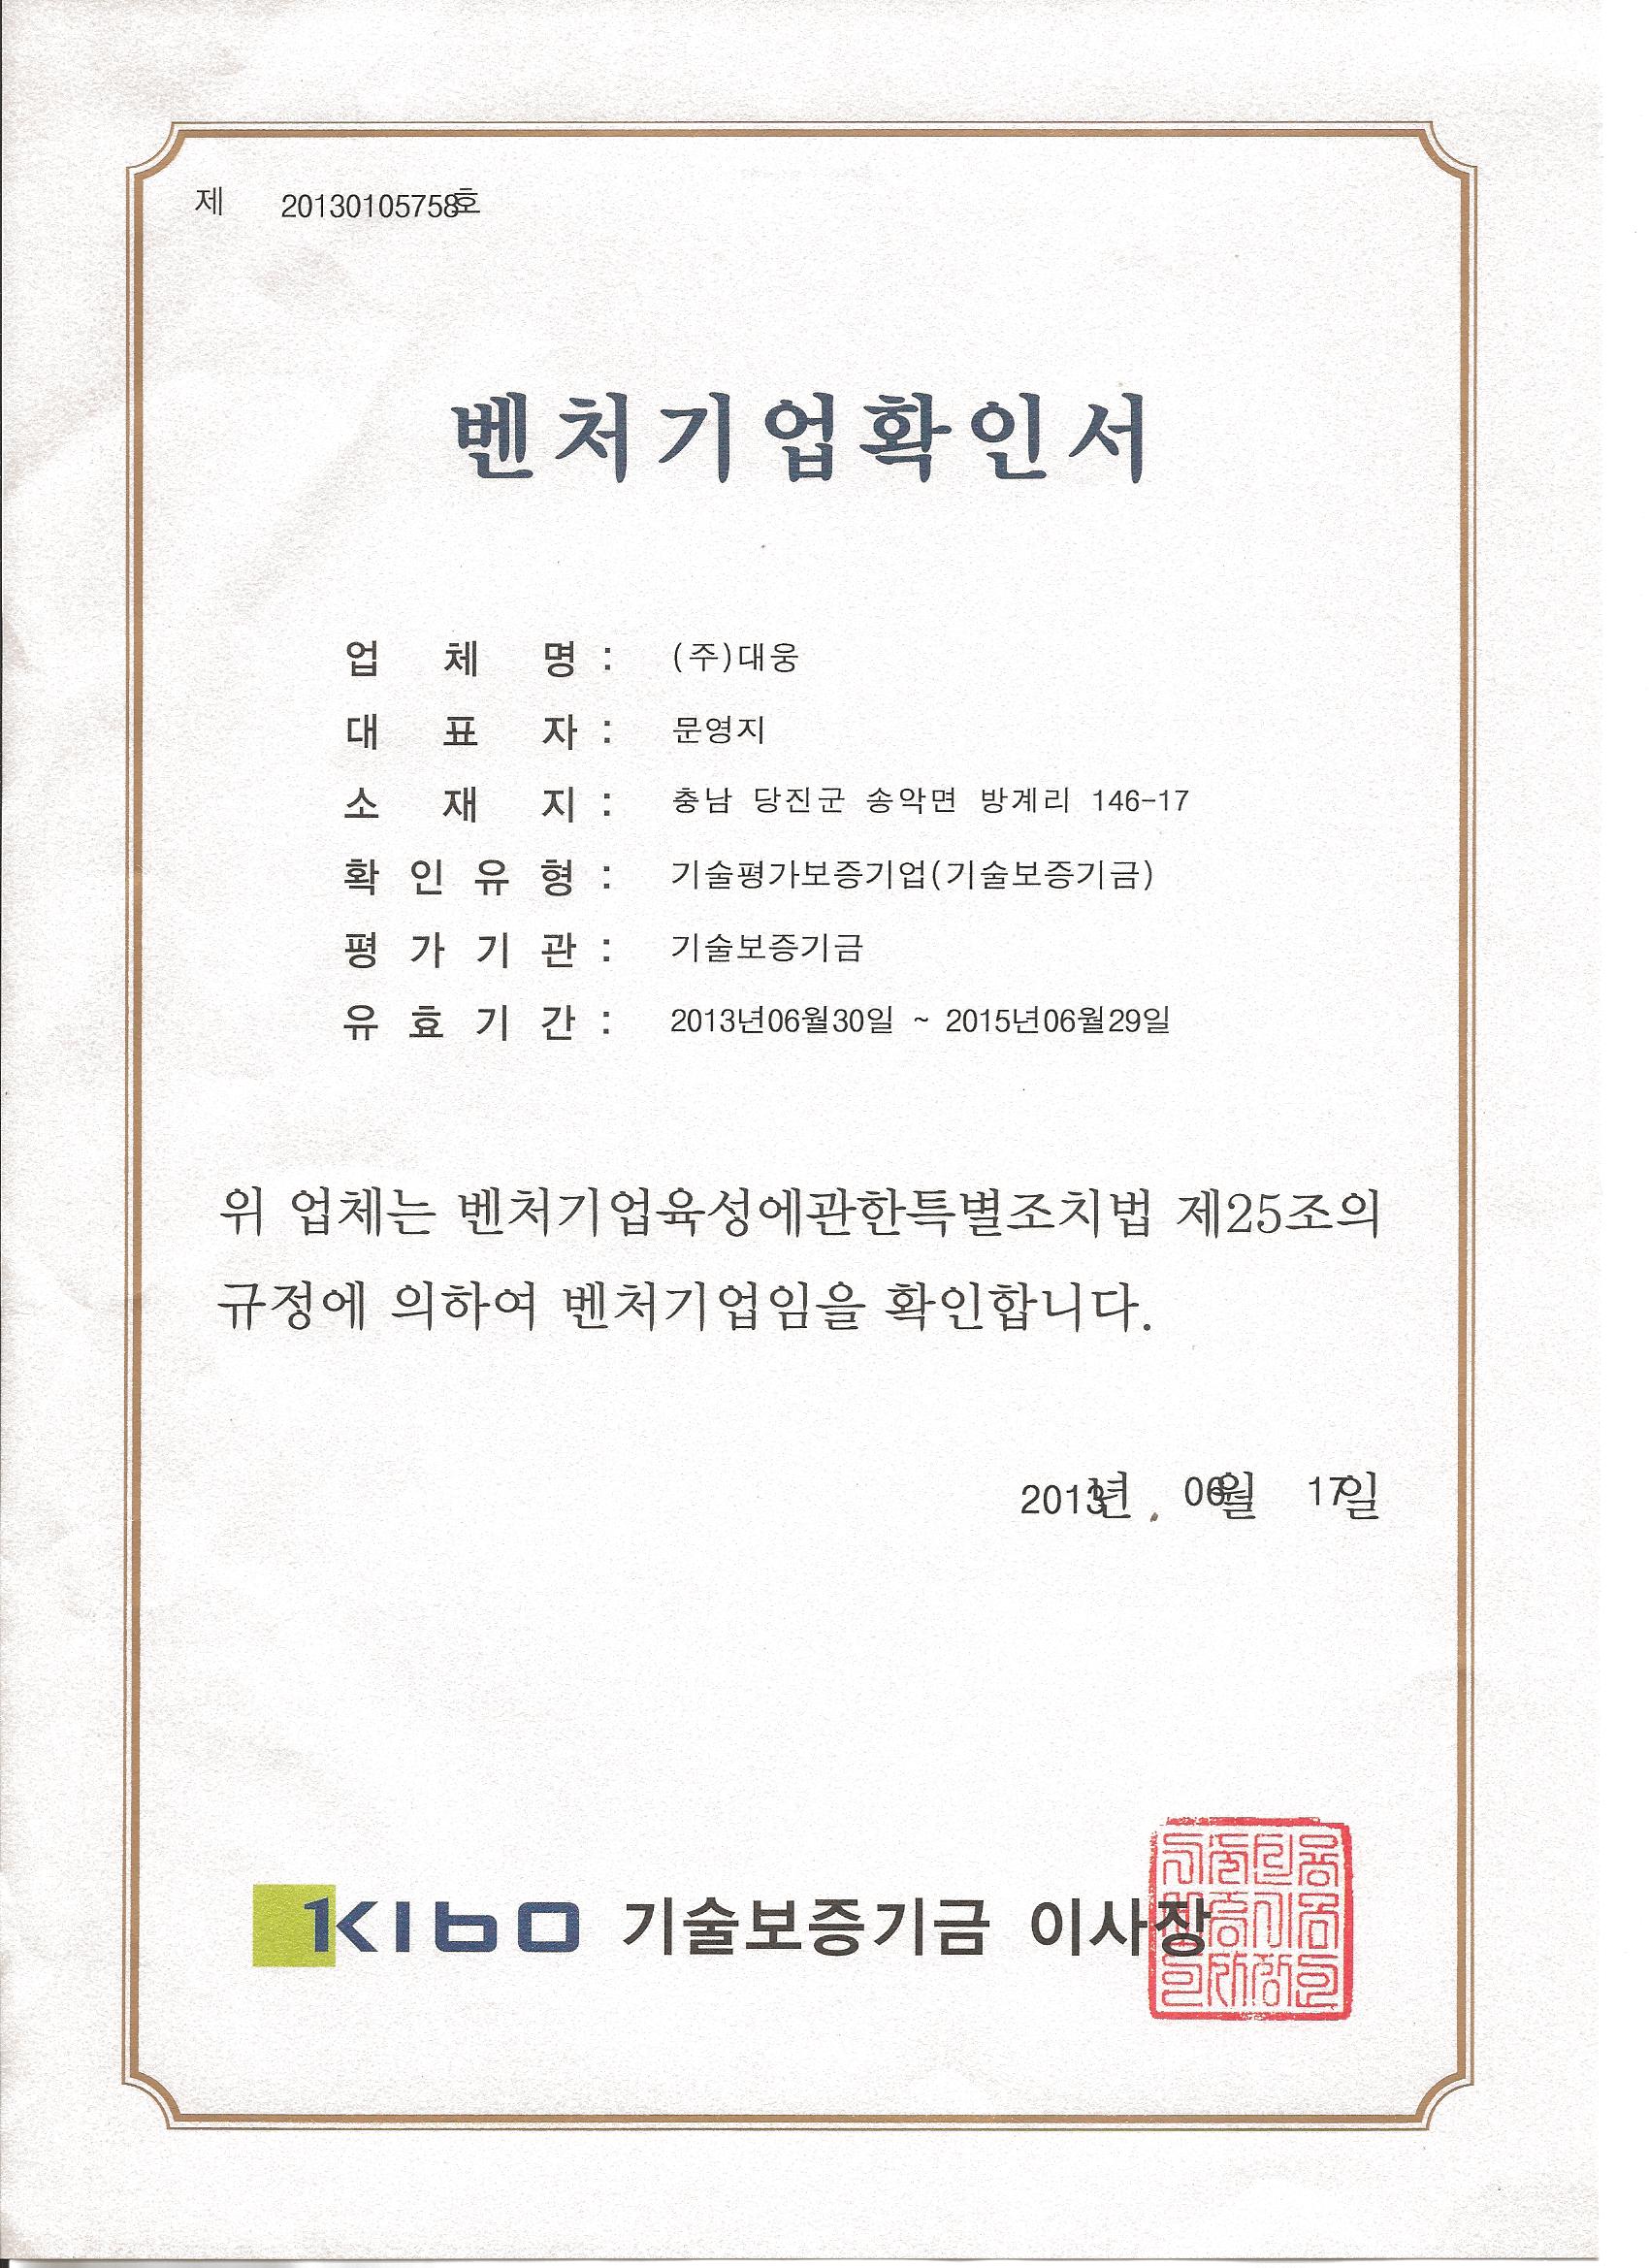 제 20130105758호
벤처기업확인서
업 체 명 : (주)대웅
대 표 자 : 문영지
소 재 지 : 충남 당진군 송악면 방계리 146-17
확 인 유 형 : 기술평가보증기업(기술보증기금)
평 가 기 관 : 기술보증기금
유 효 기 간 : 2013년06월30일 ~ 2015년06월29일
위 업체는 벤처기업육성에관한특별조치법 제25조의
규정에 의하여 벤처기업임을 확인합니다.
2013년 06월 17일
KIBO 기술보증기금 이사장